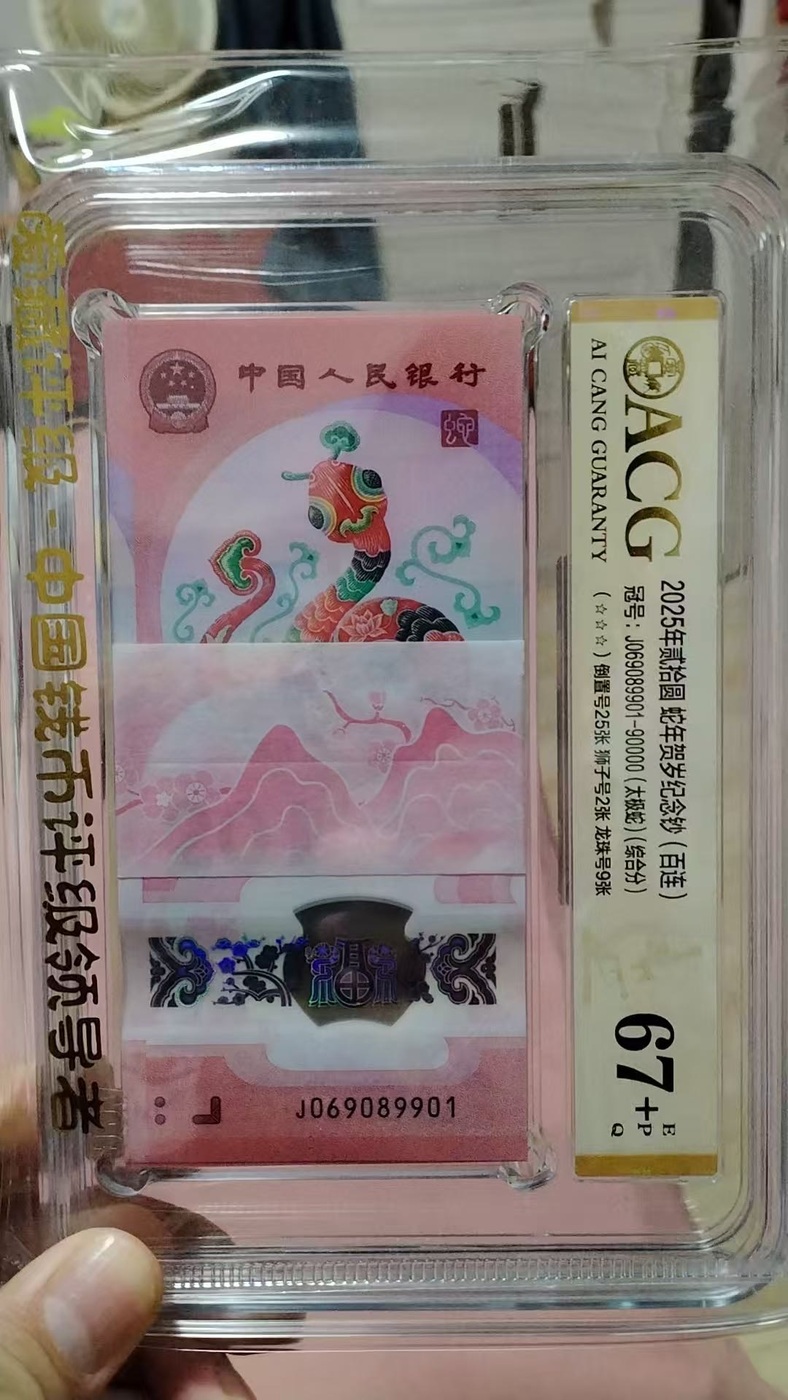 中国人民银行
蛇
J069089901
ACG
AI CANG GUARANTY
2025年贰拾圆 蛇年贺岁纪念钞（百连）
冠号：J069089901-90000（太极蛇）（综合分）
（☆☆☆）倒置号25张 狮子号2张 龙珠号9张
67+
E
P
Q
评级-中国钱币评级领导者